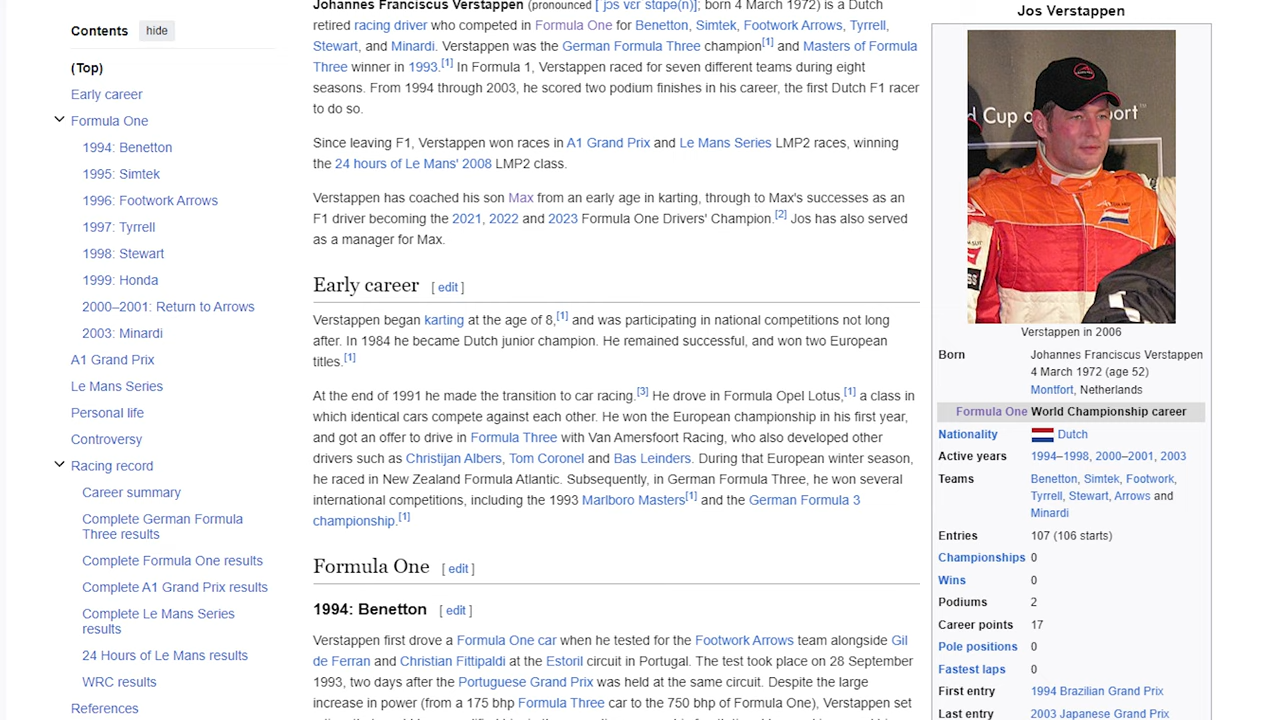 Contents hide
(Top)
Early career
Formula One
1994: Benetton
1995: Simtek
1996: Footwork Arrows
1997: Tyrrell
1998: Stewart
1999: Honda
2000–2001: Return to Arrows
2003: Minardi
A1 Grand Prix
Le Mans Series
Personal life
Controversy
Racing record
Career summary
Complete German Formula
Three results
Complete Formula One results
Complete A1 Grand Prix results
Complete Le Mans Series
results
24 Hours of Le Mans results
WRC results
References
Johannes Franciscus Verstappen (pronounced [ˈjɔs vɛrˈstɑpə(n)]; born 4 March 1972) is a Dutch
retired racing driver who competed in Formula One for Benetton, Simtek, Footwork Arrows, Tyrrell,
Stewart, and Minardi. Verstappen was the German Formula Three champion[1] and Masters of Formula
Three winner in 1993.[1] In Formula 1, Verstappen raced for seven different teams during eight
seasons. From 1994 through 2003, he scored two podium finishes in his career, the first Dutch F1 racer
to do so.
Since leaving F1, Verstappen won races in A1 Grand Prix and Le Mans Series LMP2 races, winning
the 24 hours of Le Mans' 2008 LMP2 class.
Verstappen has coached his son Max from an early age in karting, through to Max's successes as an
F1 driver becoming the 2021, 2022 and 2023 Formula One Drivers' Champion.[2] Jos has also served
as a manager for Max.
Early career [ edit ]
Verstappen began karting at the age of 8,[1] and was participating in national competitions not long
after. In 1984 he became Dutch junior champion. He remained successful, and won two European
titles.[1]
At the end of 1991 he made the transition to car racing.[3] He drove in Formula Opel Lotus,[1] a class in
which identical cars compete against each other. He won the European championship in his first year,
and got an offer to drive in Formula Three with Van Amersfoort Racing, who also developed other
drivers such as Christijan Albers, Tom Coronel and Bas Leinders. During that European winter season,
he raced in New Zealand Formula Atlantic. Subsequently, in German Formula Three, he won several
international competitions, including the 1993 Marlboro Masters[1] and the German Formula 3
championship.[1]
Formula One [ edit ]
1994: Benetton [ edit ]
Verstappen first drove a Formula One car when he tested for the Footwork Arrows team alongside Gil
de Ferran and Christian Fittipaldi at the Estoril circuit in Portugal. The test took place on 28 September
1993, two days after the Portuguese Grand Prix was held at the same circuit. Despite the large
increase in power (from a 175 bhp Formula Three car to the 750 bhp of Formula One), Verstappen set
Jos Verstappen
d Cup o port
Verstappen in 2006
Born Johannes Franciscus Verstappen
4 March 1972 (age 52)
Montfort, Netherlands
Formula One World Championship career
Nationality Dutch
Active years 1994–1998, 2000–2001, 2003
Teams Benetton, Simtek, Footwork,
Tyrrell, Stewart, Arrows and
Minardi
Entries 107 (106 starts)
Championships 0
Wins 0
Podiums 2
Career points 17
Pole positions 0
Fastest laps 0
First entry 1994 Brazilian Grand Prix
Last entry 2003 Japanese Grand Prix